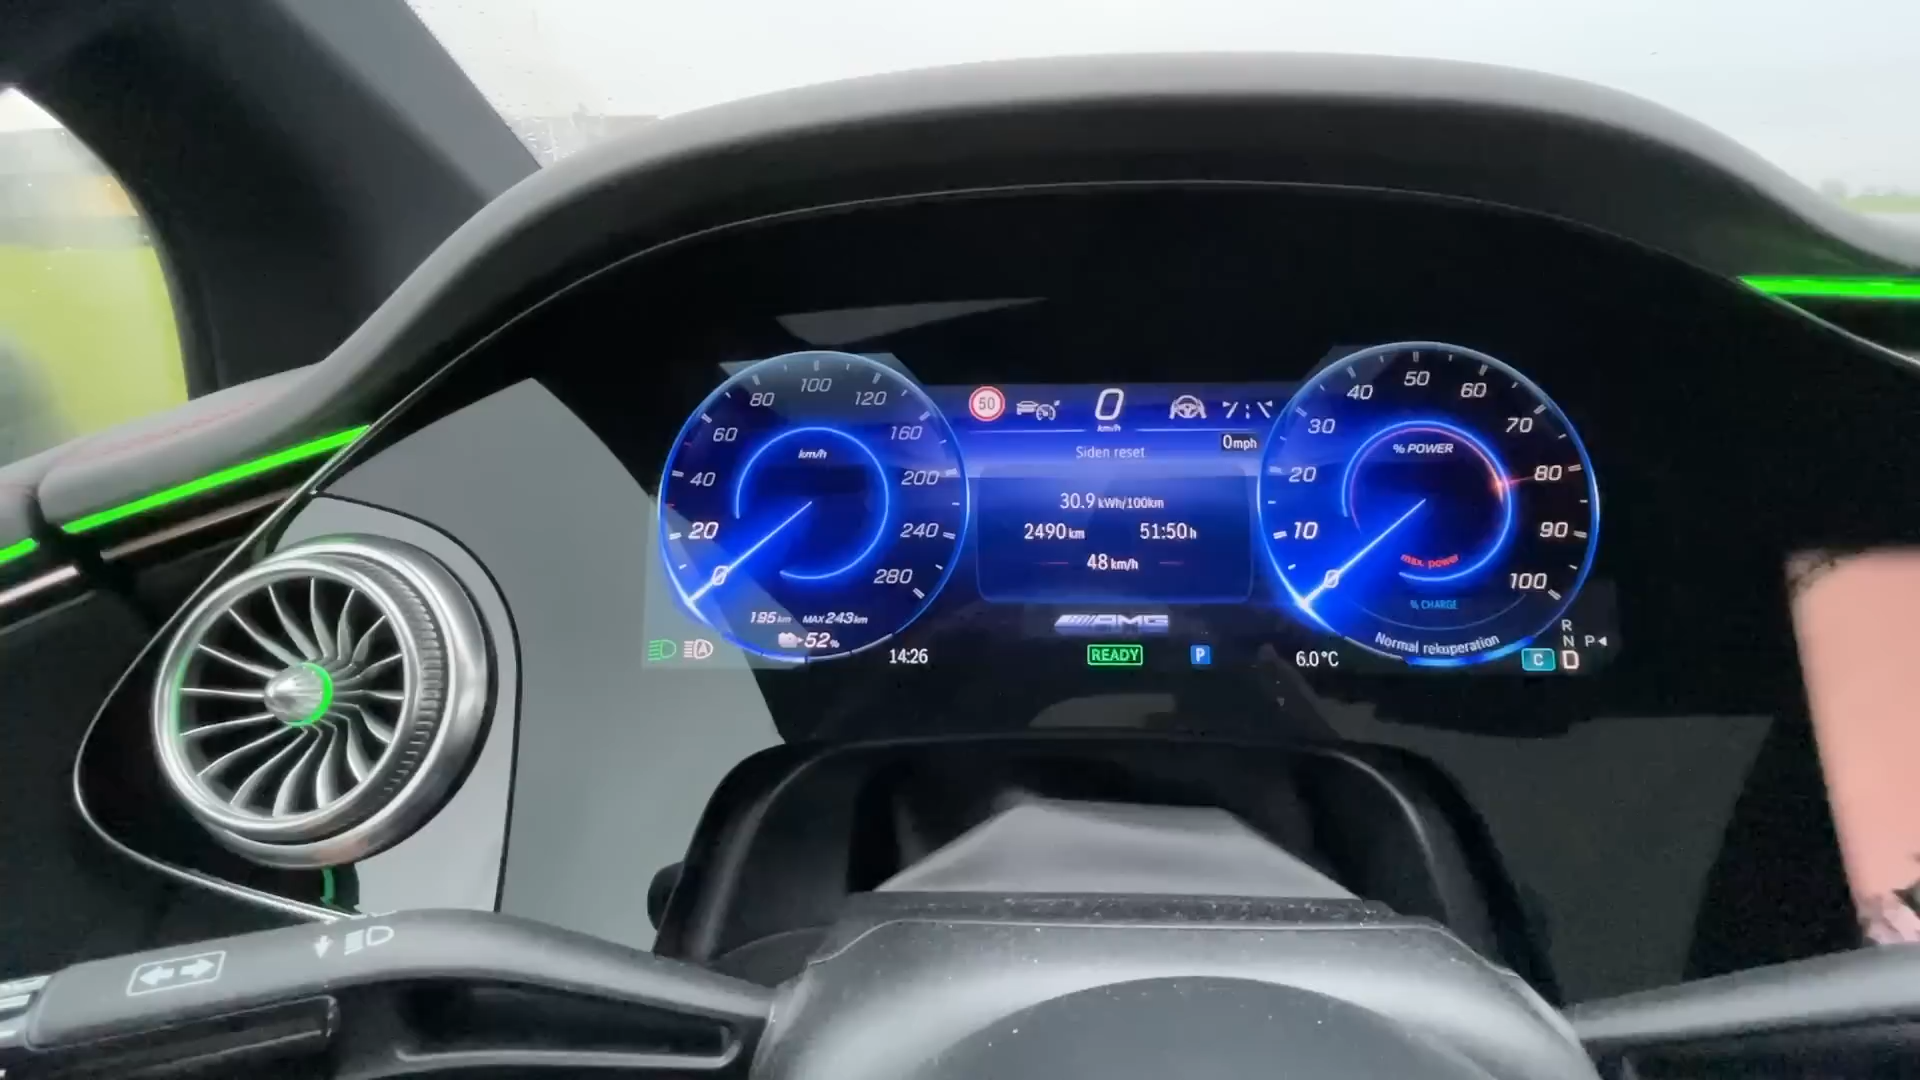 20
40
60
80
100
120
160
200
240
280
0
km/h
195 km MAX 243 km
52%
14:26
50
0
km/h
0mph
Siden reset
30.9 kWh/100km
2490 km 51:50 h
48 km/h
AMG
READY
P
6.0°C
0
10
20
30
40
50
60
70
80
90
100
% POWER
max. power
% CHARGE
Normal rekuperation
C
R
N P
D
A